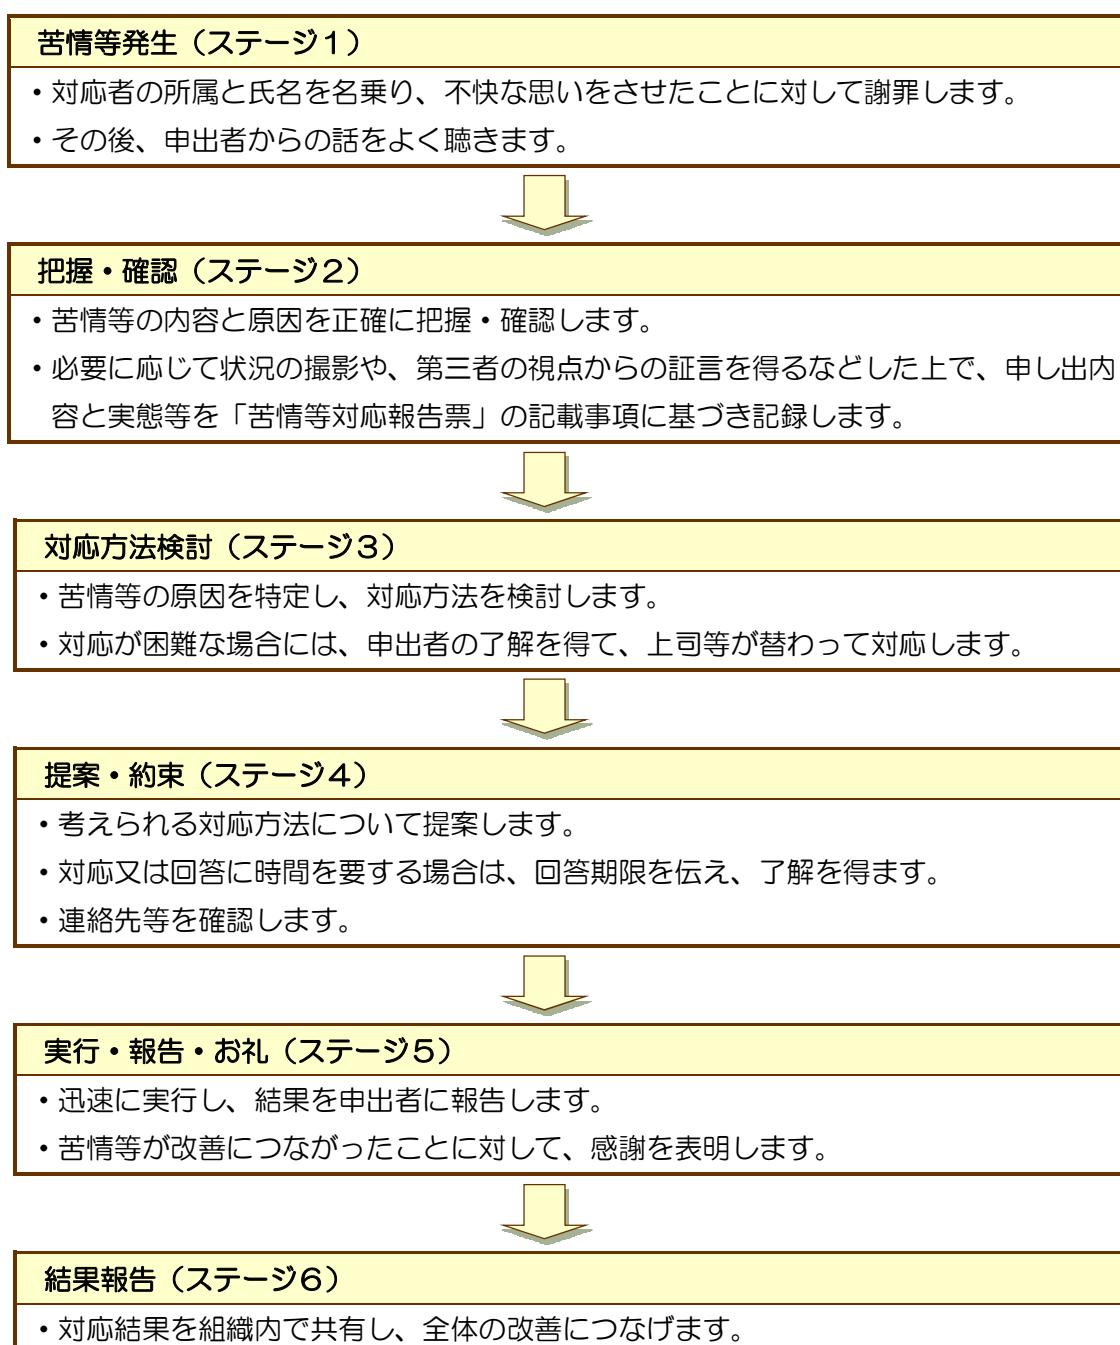 苦情等発生（ステージ１）
・対応者の所属と氏名を名乗り、不快な思いをさせたことに対して謝罪します。
・その後、申出者からの話をよく聴きます。
把握・確認（ステージ２）
・苦情等の内容と原因を正確に把握・確認します。
・必要に応じて状況の撮影や、第三者の視点からの証言を得るなどした上で、申し出内
容と実態等を「苦情等対応報告票」の記載事項に基づき記録します。
対応方法検討（ステージ３）
・苦情等の原因を特定し、対応方法を検討します。
・対応が困難な場合には、申出者の了解を得て、上司等が替わって対応します。
提案・約束（ステージ４）
・考えられる対応方法について提案します。
・対応又は回答に時間を要する場合は、回答期限を伝え、了解を得ます。
・連絡先等を確認します。
実行・報告・お礼（ステージ５）
・迅速に実行し、結果を申出者に報告します。
・苦情等が改善につながったことに対して、感謝を表明します。
結果報告（ステージ６）
・対応結果を組織内で共有し、全体の改善につなげます。